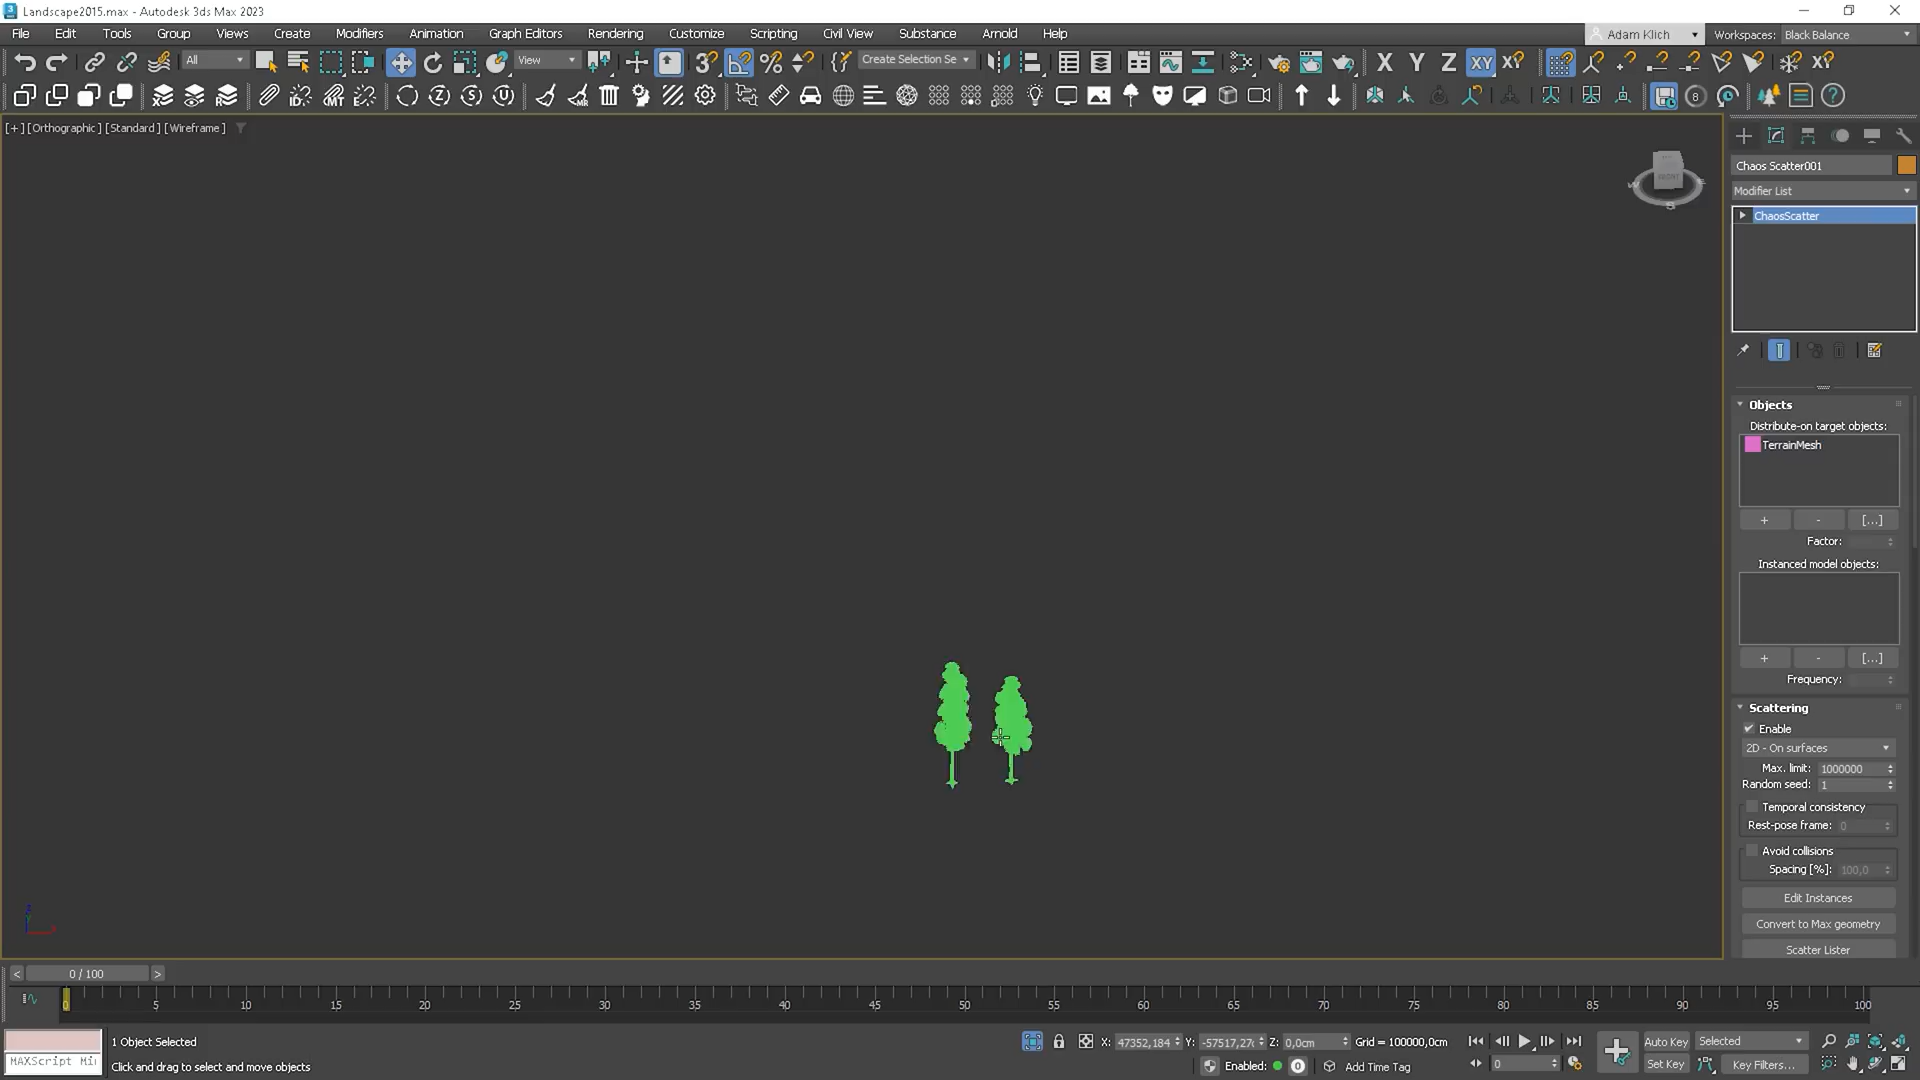 Landscape2015.max - Autodesk 3ds Max 2023
File Edit Tools Group Views Create Modifiers Animation Graph Editors Rendering Customize Scripting Civil View Substance Arnold Help
Adam Klich Workspaces: Black Balance
All View Create Selection Se X Y Z XY XY
[+] [Orthographic] [Standard] [Wireframe]
Chaos Scatter001
Modifier List
ChaosScatter
Objects
Distribute-on target objects:
TerrainMesh
+ - [...]
Factor:
Instanced model objects:
+ - [...]
Frequency:
Scattering
Enable
2D - On surfaces
Max. limit: 1000000
Random seed: 1
Temporal consistency
Rest-pose frame: 0
Avoid collisions
Spacing [%]: 100,0
Edit Instances
Convert to Max geometry
Scatter Lister
< 0 / 100 >
0 5 10 15 20 25 30 35 40 45 50 55 60 65 70 75 80 85 90 95 100
1 Object Selected
X: 47352,184 Y: -57517,27 Z: 0,0cm Grid = 100000,0cm
Auto Key Selected
MAXScript Mi
Click and drag to select and move objects
Enabled: 0 Add Time Tag
0
Set Key Key Filters...